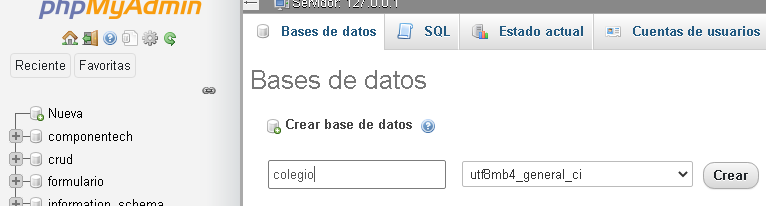 phpMyAdmin
Servidor: 127.0.0.1
Bases de datos
SQL
Estado actual
Cuentas de usuarios
Reciente
Favoritas
Bases de datos
Nueva
componentech
crud
formulario
information_schema
Crear base de datos
colegio
utf8mb4_general_ci
Crear